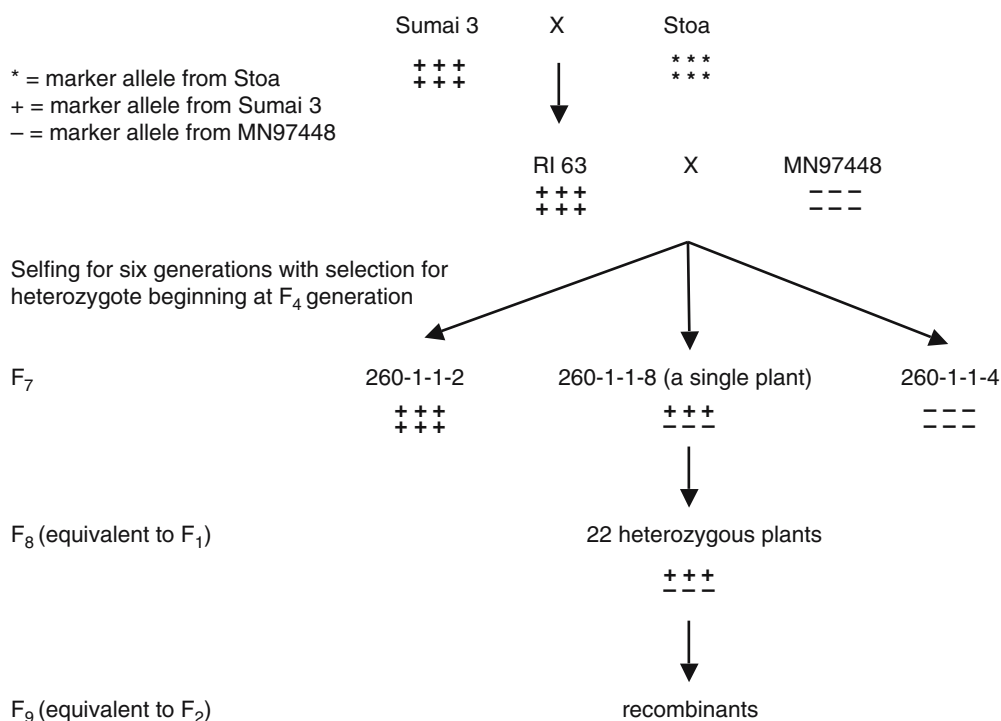 Sumai 3 X Stoa
+ + + * * *
+ + + * * *
* = marker allele from Stoa
+ = marker allele from Sumai 3
– = marker allele from MN97448
RI 63 X MN97448
+ + + – – –
+ + + – – –
Selfing for six generations with selection for
heterozygote beginning at F₄ generation
F₇ 260-1-1-2 260-1-1-8 (a single plant) 260-1-1-4
+ + + + + + – – –
+ + + – – – – – –
F₈ (equivalent to F₁) 22 heterozygous plants
+ + +
– – –
F₉ (equivalent to F₂) recombinants